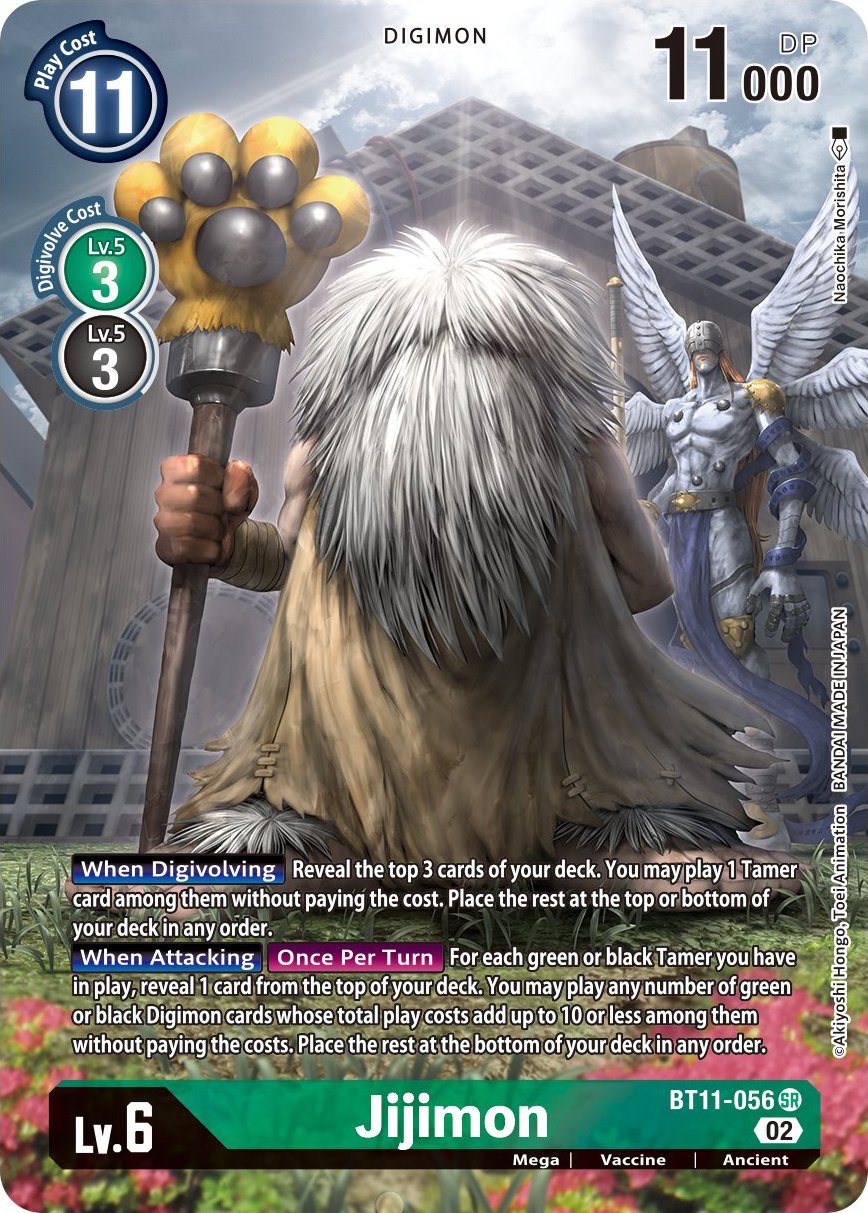 Play Cost
11
DIGIMON
11000
DP
Digivolve Cost
Lv.5
3
Lv.5
3
Naochika Morishita
©Akiyoshi Hongo, Toei Animation BANDAI MADE IN JAPAN
When Digivolving Reveal the top 3 cards of your deck. You may play 1 Tamer
card among them without paying the cost. Place the rest at the top or bottom of
your deck in any order.
When Attacking Once Per Turn For each green or black Tamer you have
in play, reveal 1 card from the top of your deck. You may play any number of green
or black Digimon cards whose total play costs add up to 10 or less among them
without paying the costs. Place the rest at the bottom of your deck in any order.
Lv.6
Jijimon
BT11-056 SR
02
Mega | Vaccine | Ancient